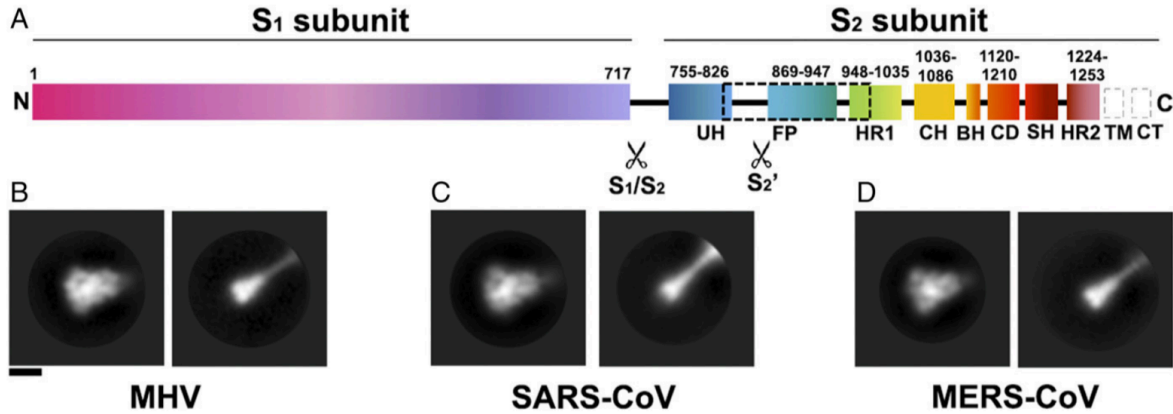 A
S1 subunit
S2 subunit
1036-
1086
1120-
1210
1224-
1253
1
717
755-826
869-947
948-1035
N
C
UH
FP
HR1
CH
BH
CD
SH
HR2
TM
CT
S1/S2
S2’
B
C
D
MHV
SARS-CoV
MERS-CoV